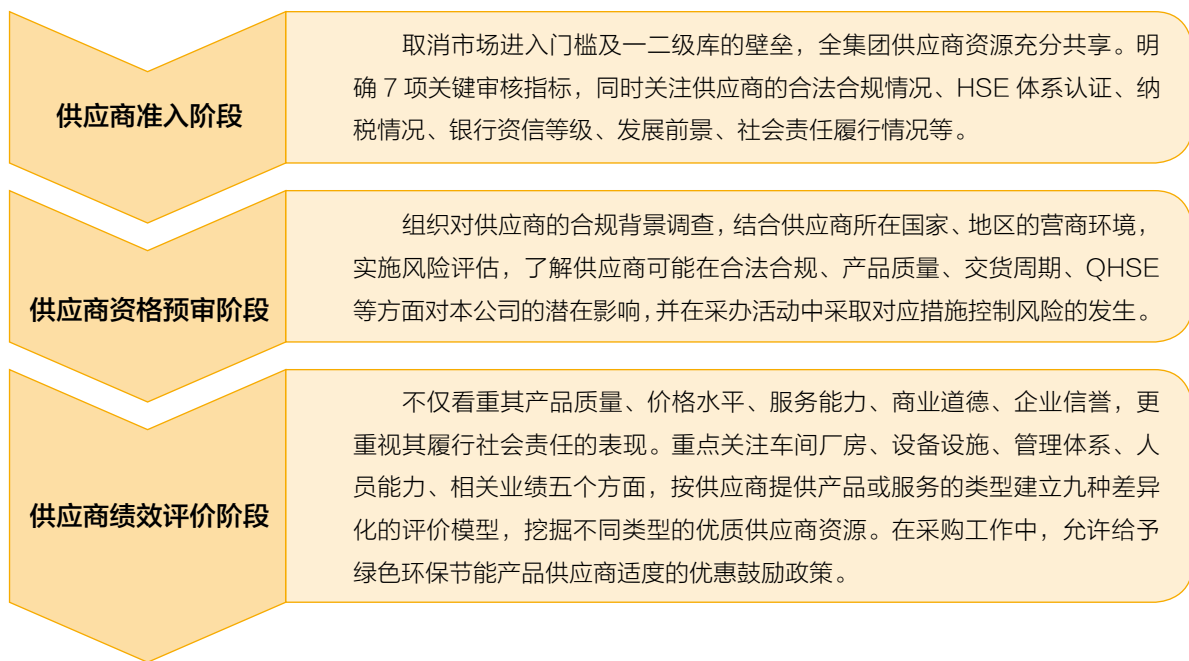 供应商准入阶段
取消市场进入门槛及一二级库的壁垒，全集团供应商资源充分共享。明
确 7 项关键审核指标，同时关注供应商的合法合规情况、HSE 体系认证、纳
税情况、银行资信等级、发展前景、社会责任履行情况等。
供应商资格预审阶段
组织对供应商的合规背景调查，结合供应商所在国家、地区的营商环境，
实施风险评估，了解供应商可能在合法合规、产品质量、交货周期、QHSE
等方面对本公司的潜在影响，并在采办活动中采取对应措施控制风险的发生。
供应商绩效评价阶段
不仅看重其产品质量、价格水平、服务能力、商业道德、企业信誉，更
重视其履行社会责任的表现。重点关注车间厂房、设备设施、管理体系、人
员能力、相关业绩五个方面，按供应商提供产品或服务的类型建立九种差异
化的评价模型，挖掘不同类型的优质供应商资源。在采购工作中，允许给予
绿色环保节能产品供应商适度的优惠鼓励政策。